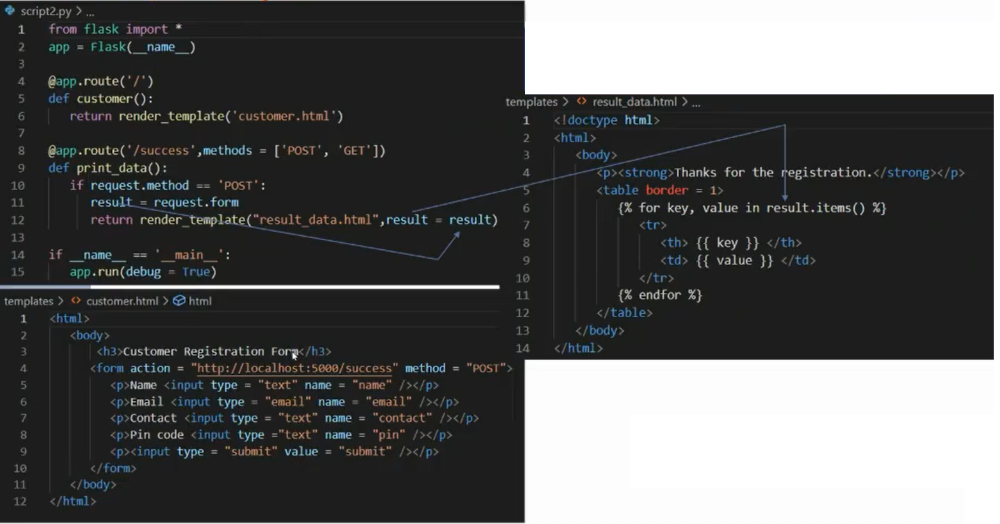 script2.py > ...
1 from flask import *
2 app = Flask(__name__)
3
4 @app.route('/')
5 def customer():
6 return render_template('customer.html')
7
8 @app.route('/success',methods = ['POST', 'GET'])
9 def print_data():
10 if request.method == 'POST':
11 result = request.form
12 return render_template("result_data.html",result = result)
13
14 if __name__ == '__main__':
15 app.run(debug = True)
templates > customer.html > html
1 <html>
2 <body>
3 <h3>Customer Registration Form</h3>
4 <form action = "http://localhost:5000/success" method = "POST">
5 <p>Name <input type = "text" name = "name" /></p>
6 <p>Email <input type = "email" name = "email" /></p>
7 <p>Contact <input type = "text" name = "contact" /></p>
8 <p>Pin code <input type ="text" name = "pin" /></p>
9 <p><input type = "submit" value = "submit" /></p>
10 </form>
11 </body>
12 </html>
templates > result_data.html > ...
1 <!doctype html>
2 <html>
3 <body>
4 <p><strong>Thanks for the registration.</strong></p>
5 <table border = 1>
6 {% for key, value in result.items() %}
7 <tr>
8 <th> {{ key }} </th>
9 <td> {{ value }} </td>
10 </tr>
11 {% endfor %}
12 </table>
13 </body>
14 </html>